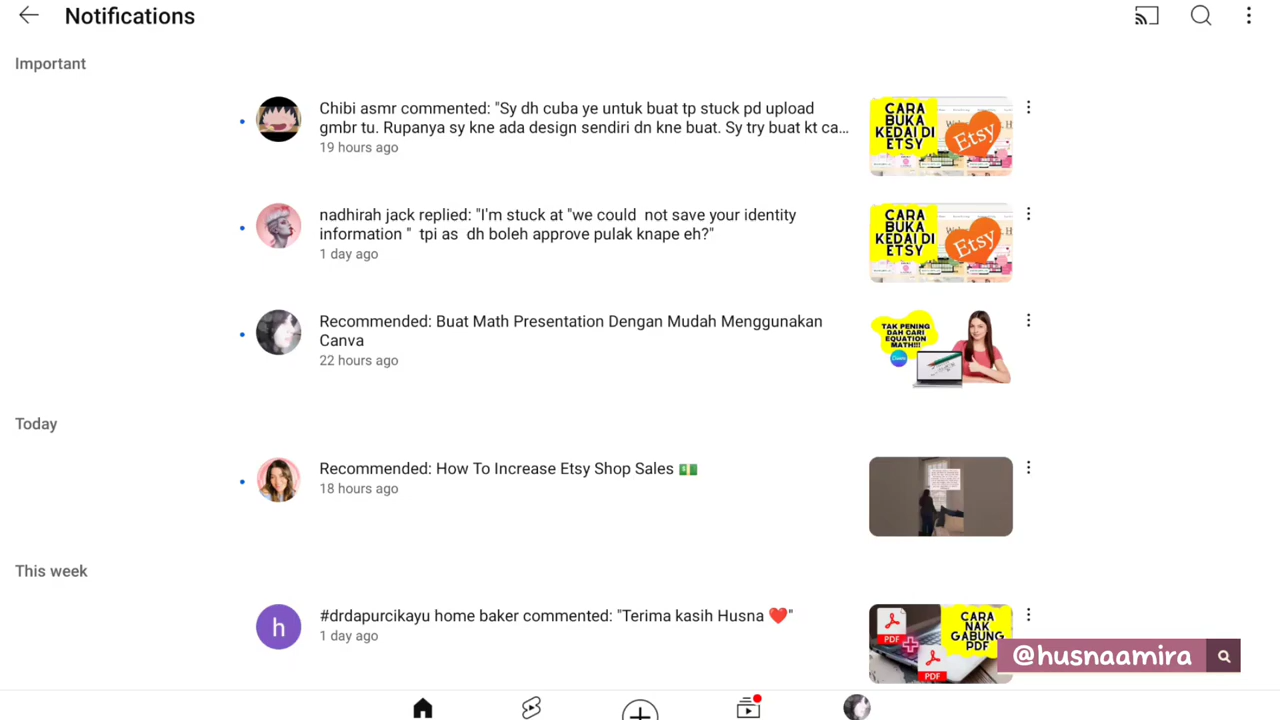 Notifications
Important
Chibi asmr commented: "Sy dh cuba ye untuk buat tp stuck pd upload
gmbr tu. Rupanya sy kne ada design sendiri dn kne buat. Sy try buat kt ca...
19 hours ago
CARA
BUKA
KEDAI DI
ETSY
Etsy
nadhirah jack replied: "I'm stuck at "we could not save your identity
information " tpi as dh boleh approve pulak knape eh?"
1 day ago
CARA
BUKA
KEDAI DI
ETSY
Etsy
Recommended: Buat Math Presentation Dengan Mudah Menggunakan
Canva
22 hours ago
TAK PENING
DAH CARI
EQUATION
MATH!!!
Today
Recommended: How To Increase Etsy Shop Sales 💵
18 hours ago
This week
h
#drdapurcikayu home baker commented: "Terima kasih Husna ❤️"
1 day ago
CARA
NAK
GABUNG
PDF
PDF
PDF
@husnaamira